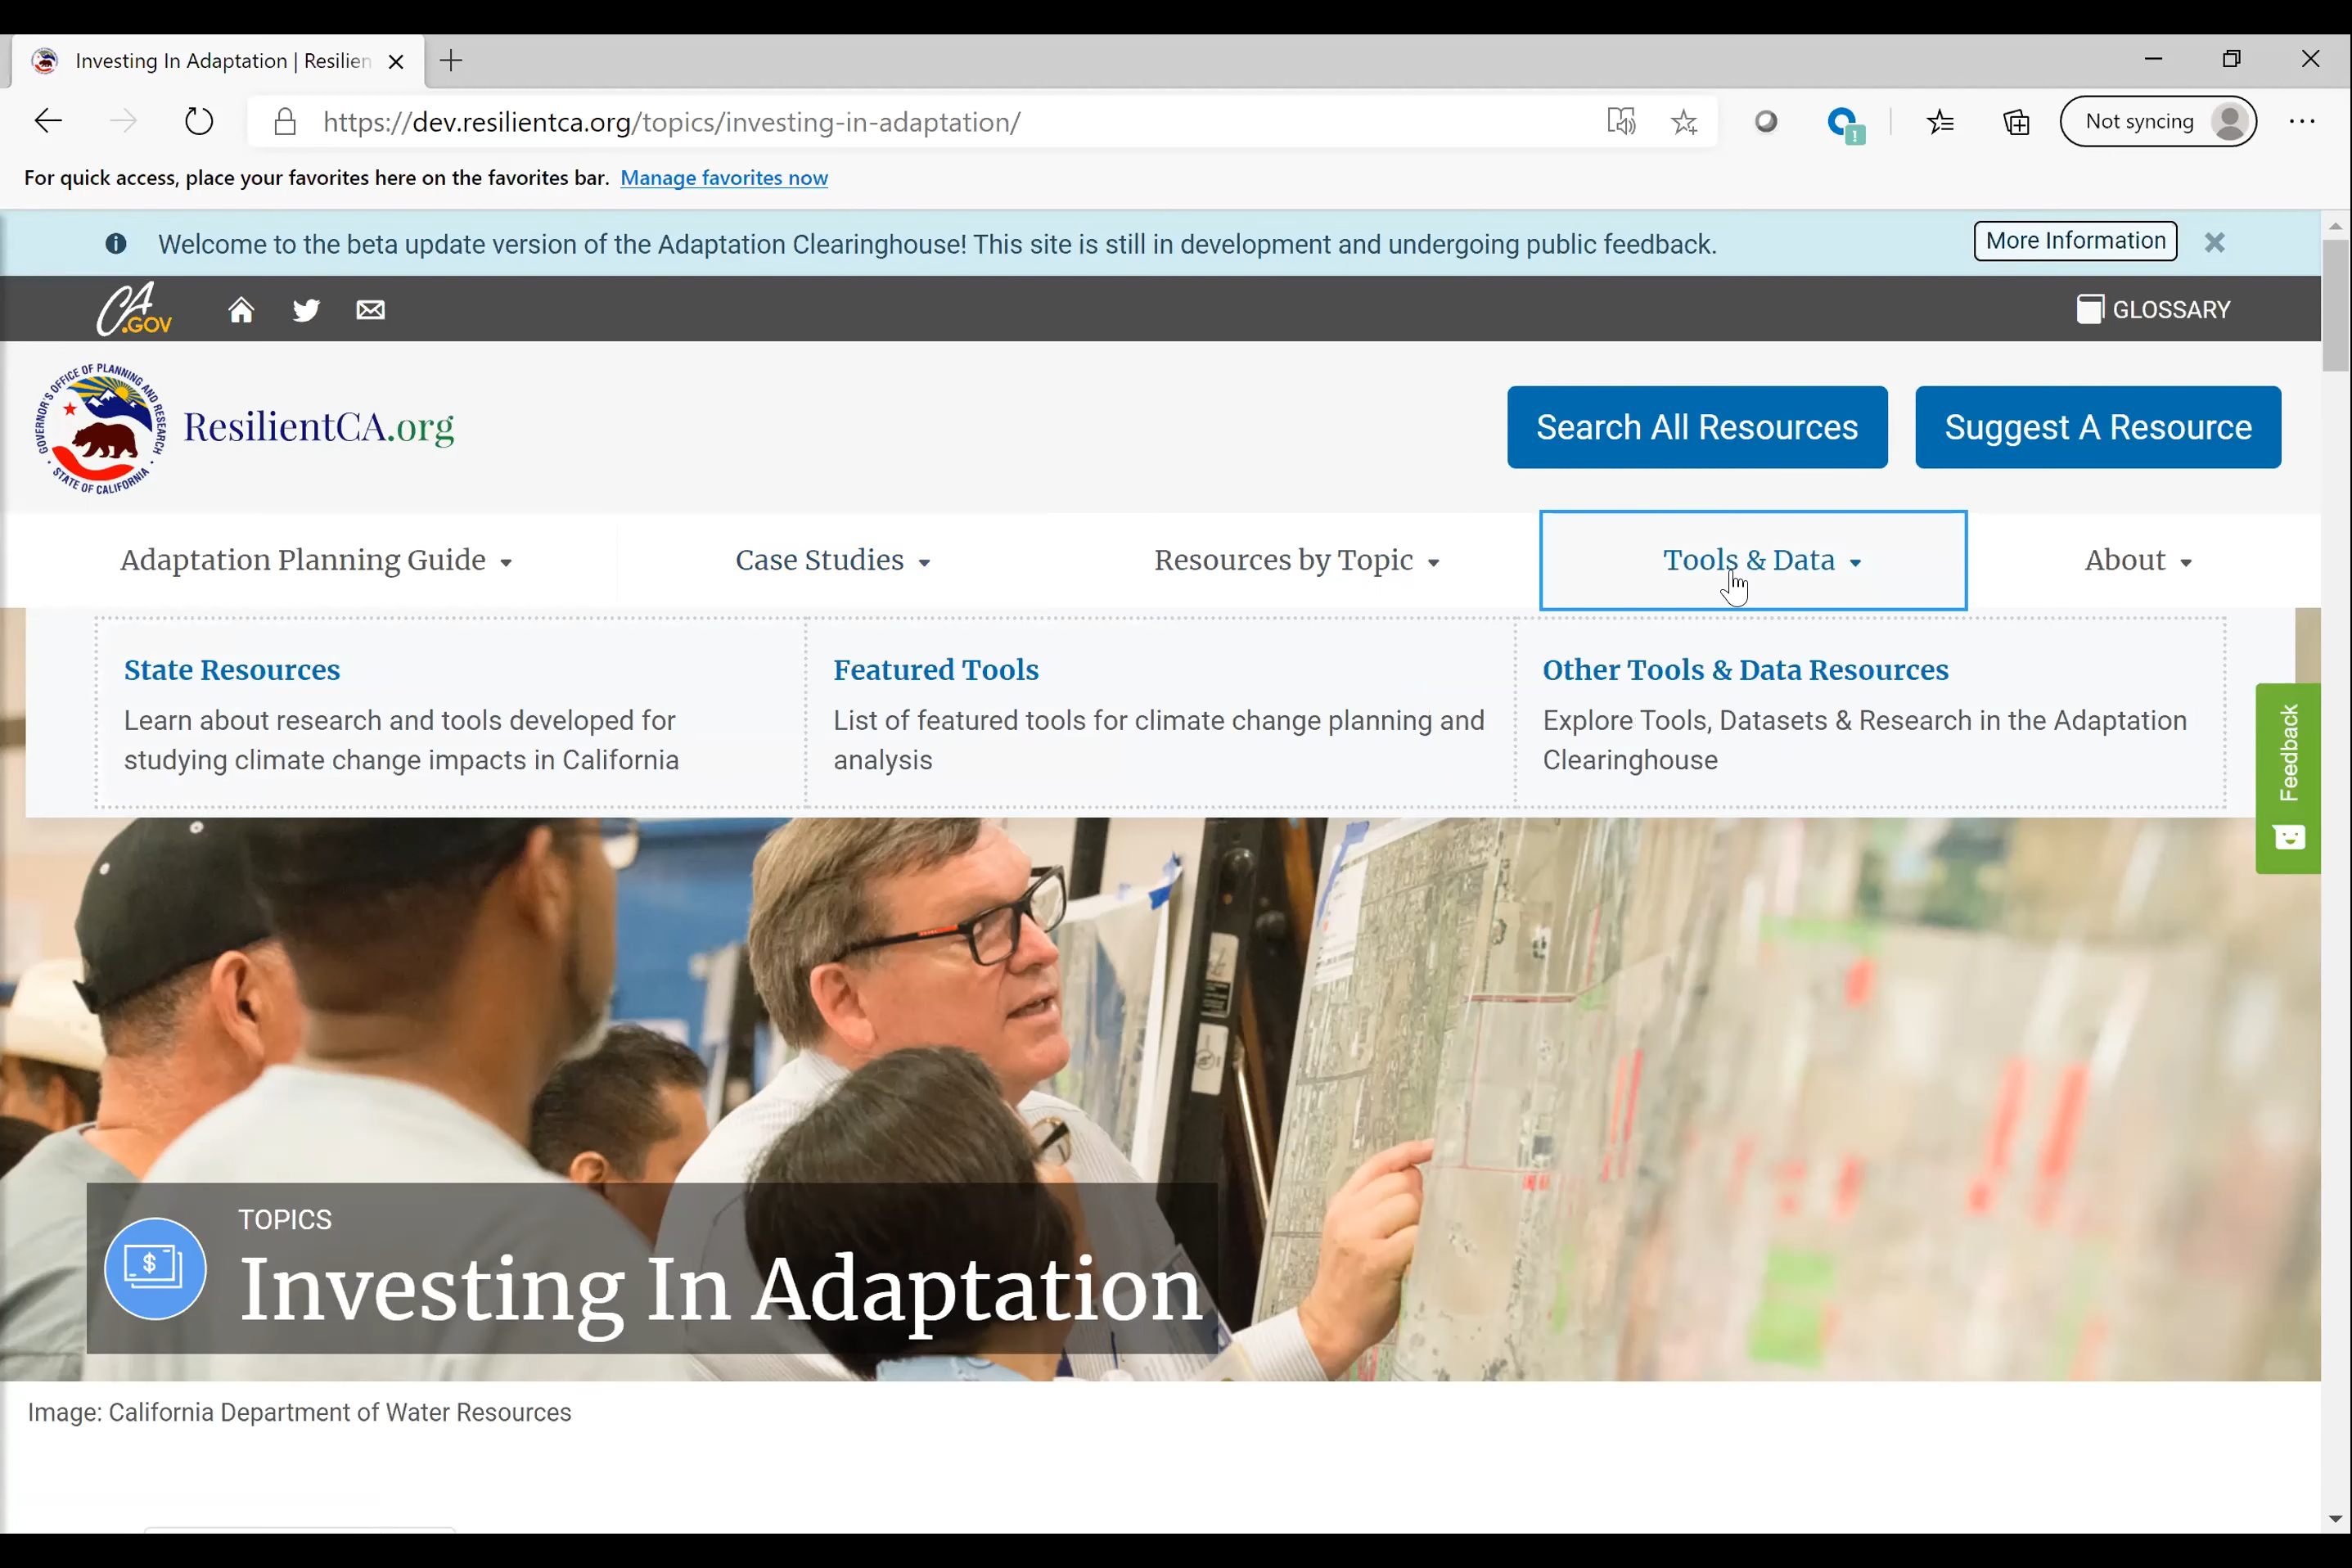 Investing In Adaptation | Resilien
https://dev.resilientca.org/topics/investing-in-adaptation/
Not syncing
For quick access, place your favorites here on the favorites bar. Manage favorites now
Welcome to the beta update version of the Adaptation Clearinghouse! This site is still in development and undergoing public feedback.
More Information
CA.GOV
GLOSSARY
GOVERNOR'S OFFICE OF PLANNING AND RESEARCH
STATE OF CALIFORNIA
ResilientCA.org
Search All Resources
Suggest A Resource
Adaptation Planning Guide
Case Studies
Resources by Topic
Tools & Data
About
State Resources
Learn about research and tools developed for
studying climate change impacts in California
Featured Tools
List of featured tools for climate change planning and
analysis
Other Tools & Data Resources
Explore Tools, Datasets & Research in the Adaptation
Clearinghouse
Feedback
TOPICS
Investing In Adaptation
Image: California Department of Water Resources